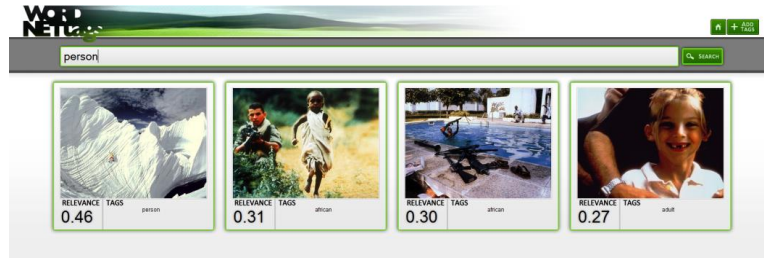 WORD
NETtags
ADD
TAGS
person
SEARCH
RELEVANCE TAGS
0.46 person
RELEVANCE TAGS
0.31 african
RELEVANCE TAGS
0.30 african
RELEVANCE TAGS
0.27 adult